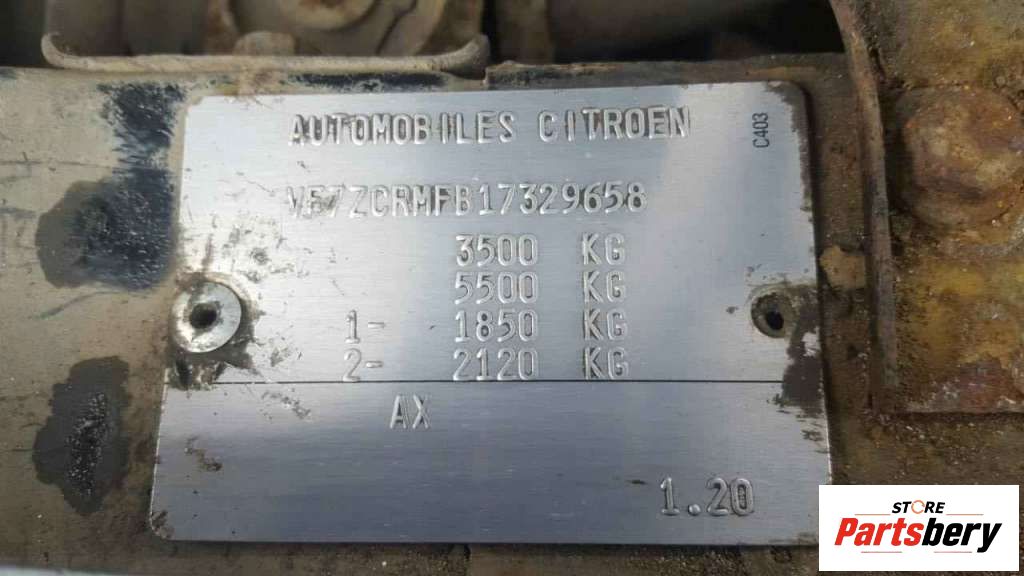 AUTOMOBILES CITROEN
C403
VF7ZCRMFB17329658
3500 KG
5500 KG
1- 1850 KG
2- 2120 KG
AX
1.20
STORE
Partsbery